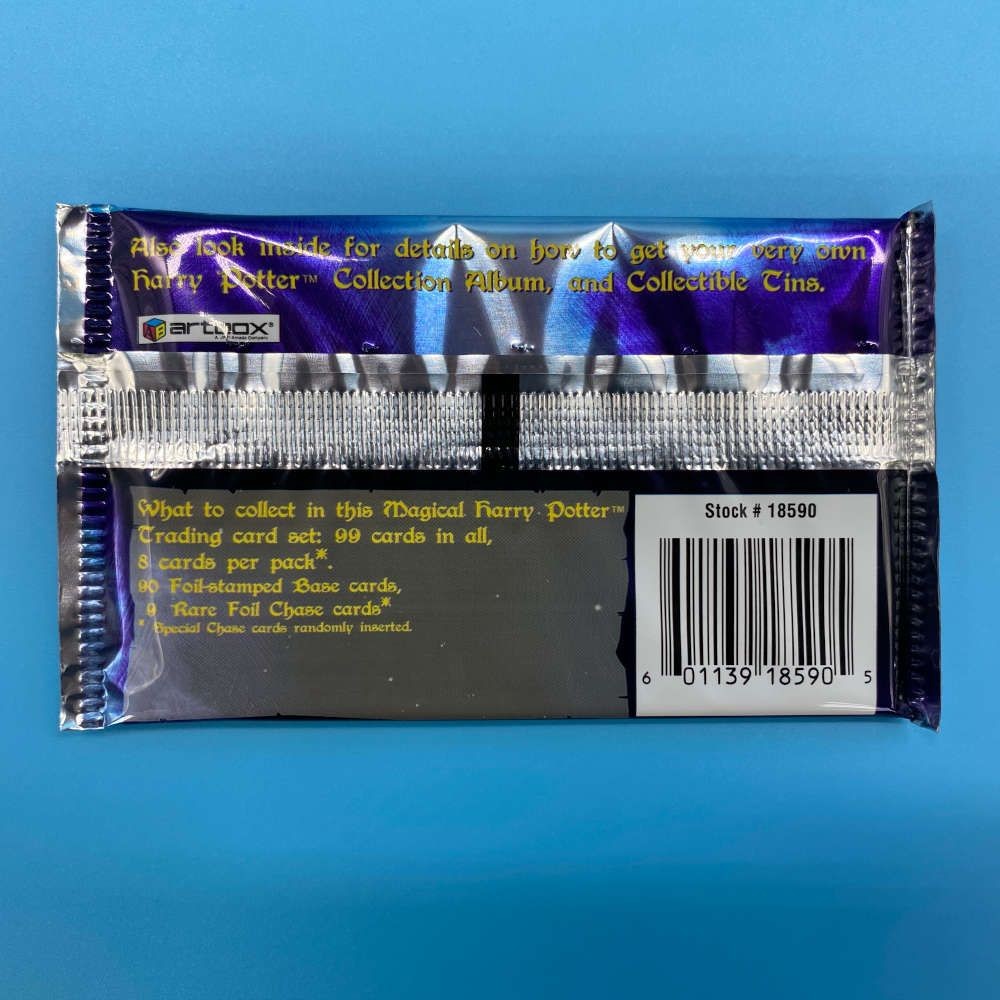 Also look inside for details on how to get your very own
Harry Potter™ Collection Album, and Collectible Tins.
AB artbox®
What to collect in this Magical Harry Potter™
Trading card set: 99 cards in all,
8 cards per pack*.
90 Foil-stamped Base cards,
9 Rare Foil Chase cards*
* Special Chase cards randomly inserted.
Stock # 18590
6 01139 18590 5